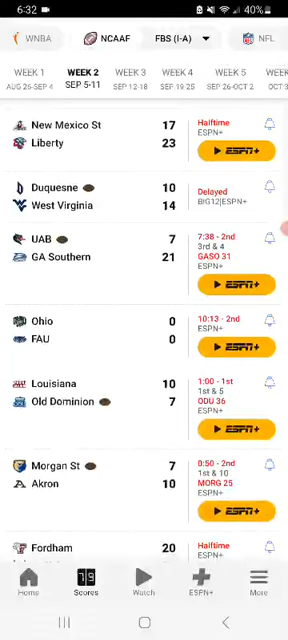 6:32
40%
WNBA
NCAAF
FBS (I-A)
NFL
WEEK 1
AUG 26-SEP 4
WEEK 2
SEP 5-11
WEEK 3
SEP 12-18
WEEK 4
SEP 19-25
WEEK 5
SEP 26-OCT 2
WEEK
OCT 3
New Mexico St 17
Liberty 23
Halftime
ESPN+
ESPN+
Duquesne 10
West Virginia 14
Delayed
BIG12|ESPN+
UAB 7
GA Southern 21
7:38 - 2nd
3rd & 4
GASO 31
ESPN+
ESPN+
Ohio 0
FAU 0
10:13 - 2nd
ESPN+
Louisiana 10
Old Dominion 7
1:00 - 1st
1st & 5
ODU 36
ESPN+
ESPN+
Morgan St 7
Akron 10
0:50 - 2nd
1st & 10
MORG 25
ESPN+
ESPN+
Fordham 20
Halftime
ESPN+
Home
Scores
Watch
ESPN+
More